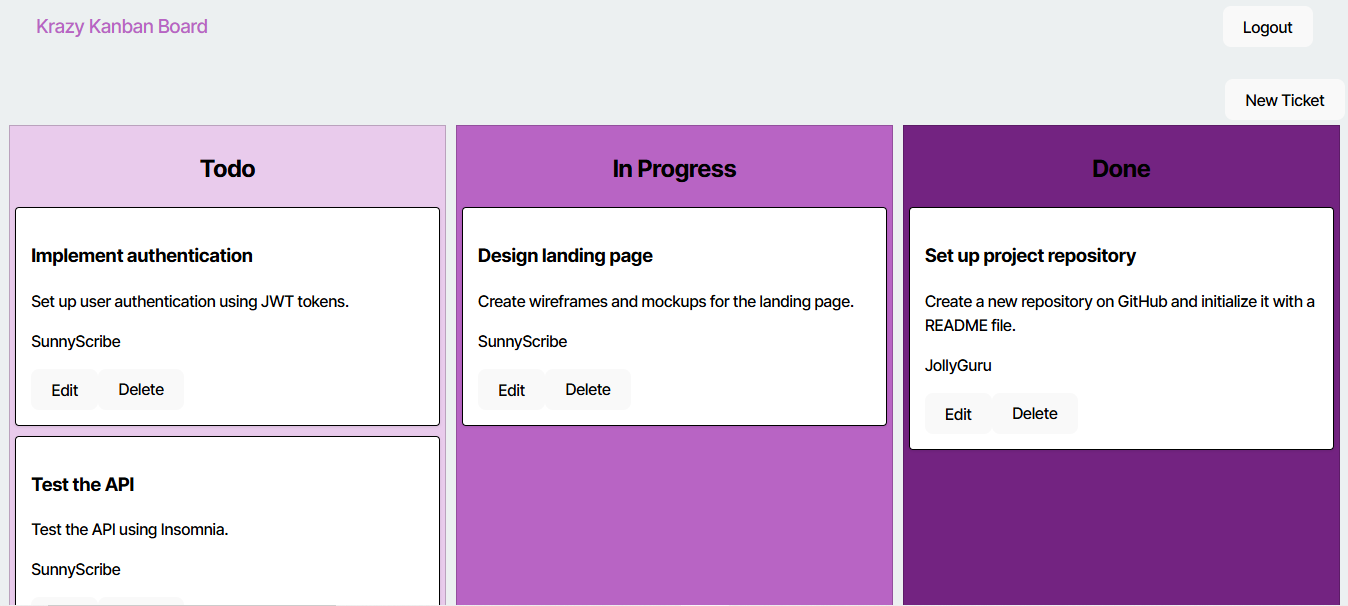 Krazy Kanban Board
Logout
New Ticket
Todo
Implement authentication
Set up user authentication using JWT tokens.
SunnyScribe
Edit
Delete
Test the API
Test the API using Insomnia.
SunnyScribe
In Progress
Design landing page
Create wireframes and mockups for the landing page.
SunnyScribe
Edit
Delete
Done
Set up project repository
Create a new repository on GitHub and initialize it with a
README file.
JollyGuru
Edit
Delete